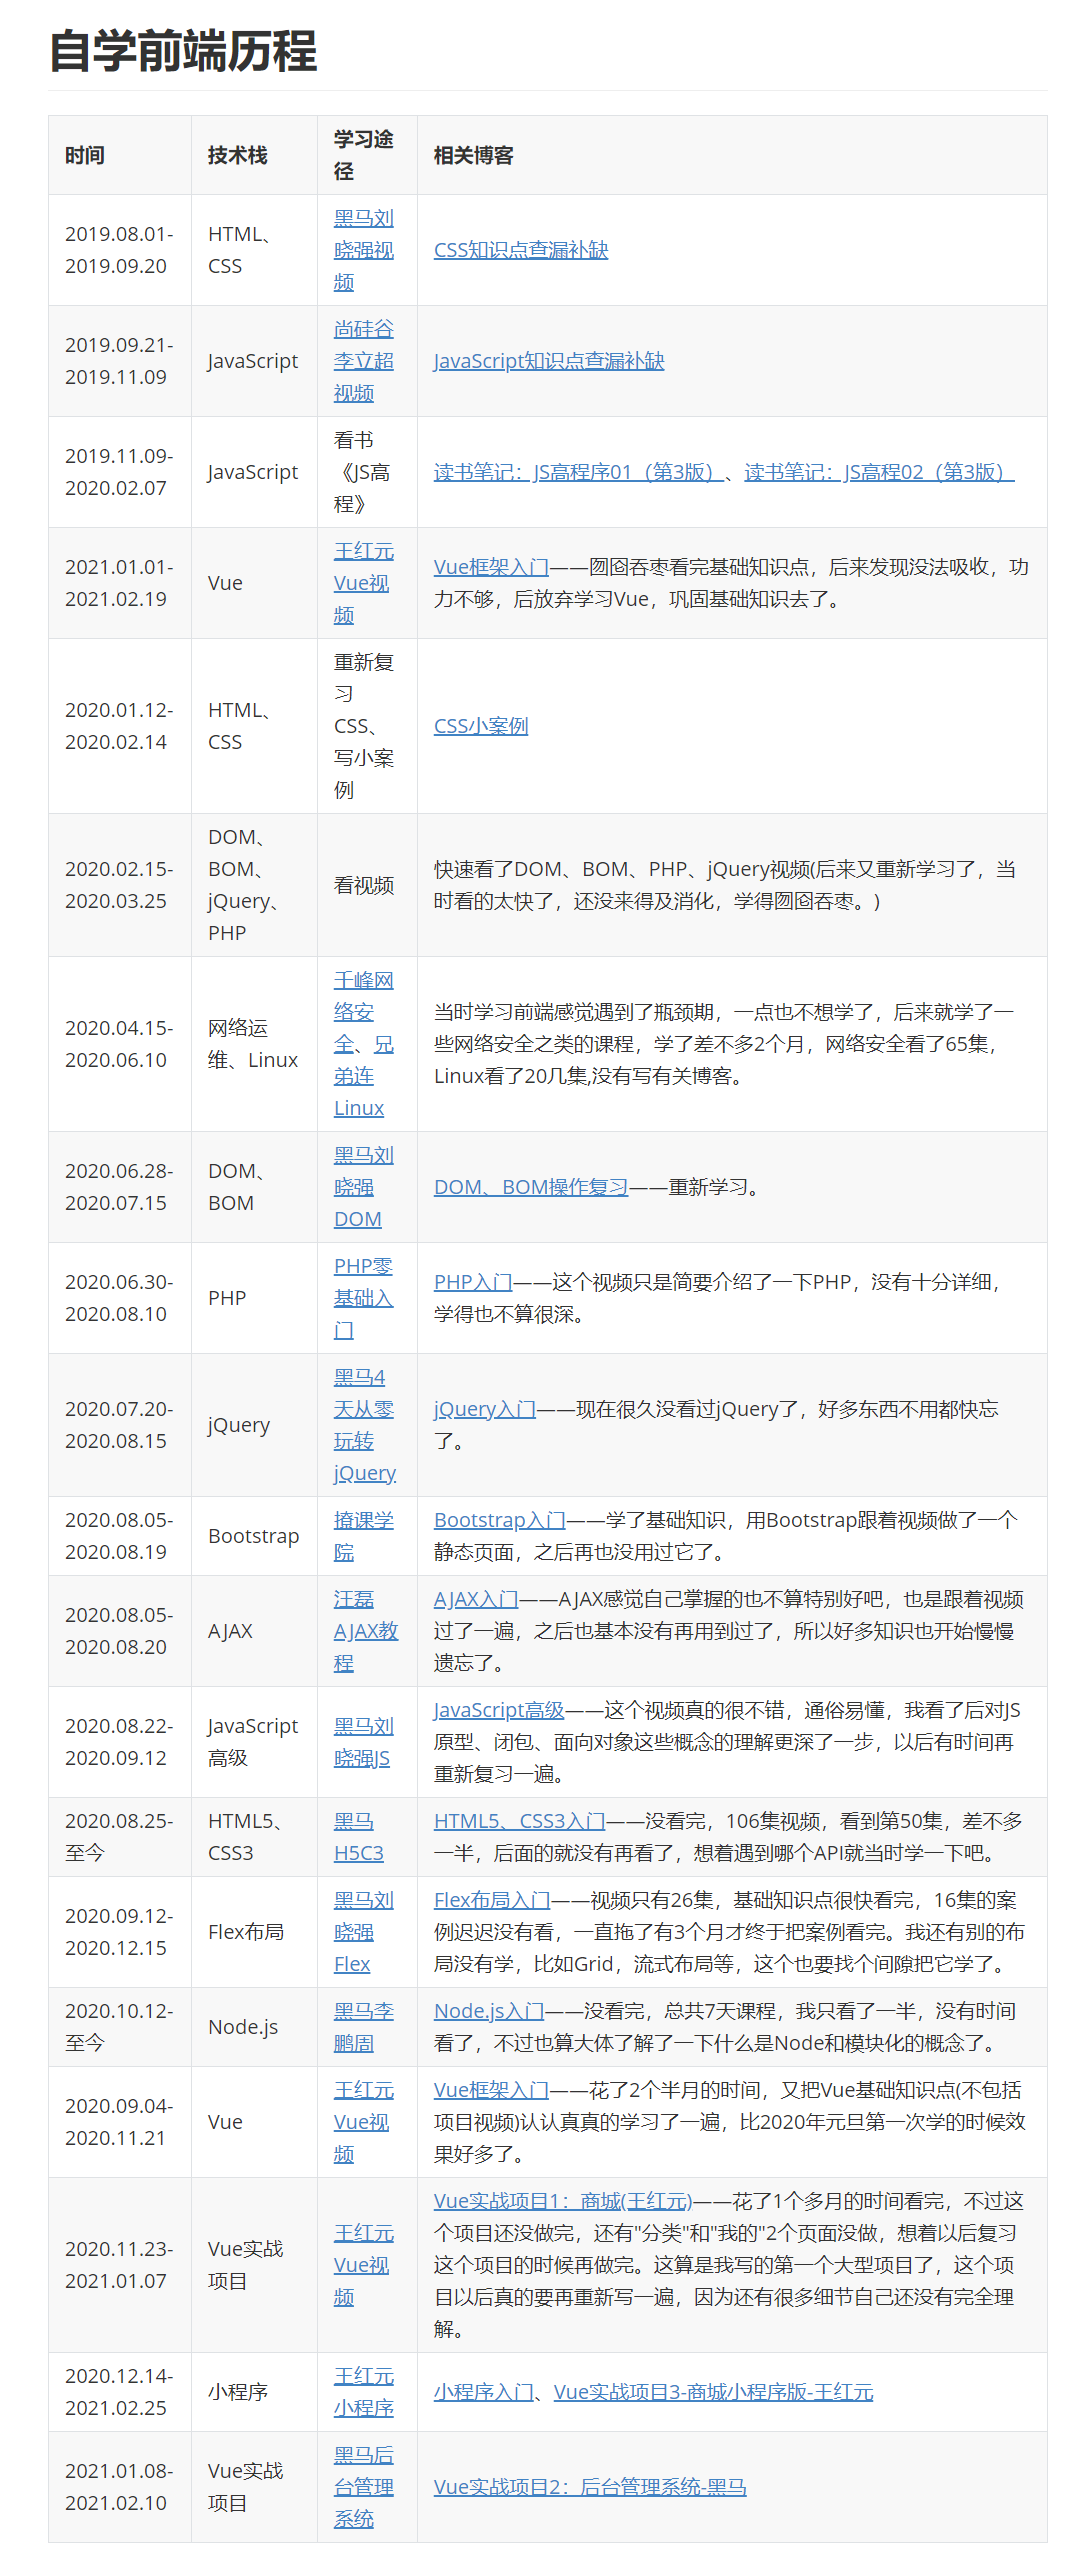 自学前端历程
时间
技术栈
学习途
径
相关博客
2019.08.01-
2019.09.20
HTML、
CSS
黑马刘
晓强视
频
CSS知识点查漏补缺
2019.09.21-
2019.11.09
JavaScript
尚硅谷
李立超
视频
JavaScript知识点查漏补缺
2019.11.09-
2020.02.07
JavaScript
看书
《JS高
程》
读书笔记：JS高程序01（第3版）、读书笔记：JS高程02（第3版）
2021.01.01-
2021.02.19
Vue
王红元
Vue视
频
Vue框架入门——囫囵吞枣看完基础知识点，后来发现没法吸收，功
力不够，后放弃学习Vue，巩固基础知识去了。
2020.01.12-
2020.02.14
HTML、
CSS
重新复
习
CSS、
写小案
例
CSS小案例
2020.02.15-
2020.03.25
DOM、
BOM、
jQuery、
PHP
看视频
快速看了DOM、BOM、PHP、jQuery视频(后来又重新学习了，当
时看的太快了，还没来得及消化，学得囫囵吞枣。)
2020.04.15-
2020.06.10
网络运
维、Linux
千峰网
络安
全、兄
弟连
Linux
当时学习前端感觉遇到了瓶颈期，一点也不想学了，后来就学了一
些网络安全之类的课程，学了差不多2个月，网络安全看了65集，
Linux看了20几集,没有写有关博客。
2020.06.28-
2020.07.15
DOM、
BOM
黑马刘
晓强
DOM
DOM、BOM操作复习——重新学习。
2020.06.30-
2020.08.10
PHP
PHP零
基础入
门
PHP入门——这个视频只是简要介绍了一下PHP，没有十分详细，
学得也不算很深。
2020.07.20-
2020.08.15
jQuery
黑马4
天从零
玩转
jQuery
jQuery入门——现在很久没看过jQuery了，好多东西不用都快忘
了。
2020.08.05-
2020.08.19
Bootstrap
撩课学
院
Bootstrap入门——学了基础知识，用Bootstrap跟着视频做了一个
静态页面，之后再也没用过它了。
2020.08.05-
2020.08.20
AJAX
汪磊
AJAX教
程
AJAX入门——AJAX感觉自己掌握的也不算特别好吧，也是跟着视频
过了一遍，之后也基本没有再用到过了，所以好多知识也开始慢慢
遗忘了。
2020.08.22-
2020.09.12
JavaScript
高级
黑马刘
晓强JS
JavaScript高级——这个视频真的很不错，通俗易懂，我看了后对JS
原型、闭包、面向对象这些概念的理解更深了一步，以后有时间再
重新复习一遍。
2020.08.25-
至今
HTML5、
CSS3
黑马
H5C3
HTML5、CSS3入门——没看完，106集视频，看到第50集，差不多
一半，后面的就没有再看了，想着遇到哪个API就当时学一下吧。
2020.09.12-
2020.12.15
Flex布局
黑马刘
晓强
Flex
Flex布局入门——视频只有26集，基础知识点很快看完，16集的案
例迟迟没有看，一直拖了有3个月才终于把案例看完。我还有别的布
局没有学，比如Grid，流式布局等，这个也要找个间隙把它学了。
2020.10.12-
至今
Node.js
黑马李
鹏周
Node.js入门——没看完，总共7天课程，我只看了一半，没有时间
看了，不过也算大体了解了一下什么是Node和模块化的概念了。
2020.09.04-
2020.11.21
Vue
王红元
Vue视
频
Vue框架入门——花了2个半月的时间，又把Vue基础知识点(不包括
项目视频)认认真真的学习了一遍，比2020年元旦第一次学的时候效
果好多了。
2020.11.23-
2021.01.07
Vue实战
项目
王红元
Vue视
频
Vue实战项目1：商城(王红元)——花了1个多月的时间看完，不过这
个项目还没做完，还有"分类"和"我的"2个页面没做，想着以后复习
这个项目的时候再做完。这算是我写的第一个大型项目了，这个项
目以后真的要再重新写一遍，因为还有很多细节自己还没有完全理
解。
2020.12.14-
2021.02.25
小程序
王红元
小程序
小程序入门、Vue实战项目3-商城小程序版-王红元
2021.01.08-
2021.02.10
Vue实战
项目
黑马后
台管理
系统
Vue实战项目2：后台管理系统-黑马